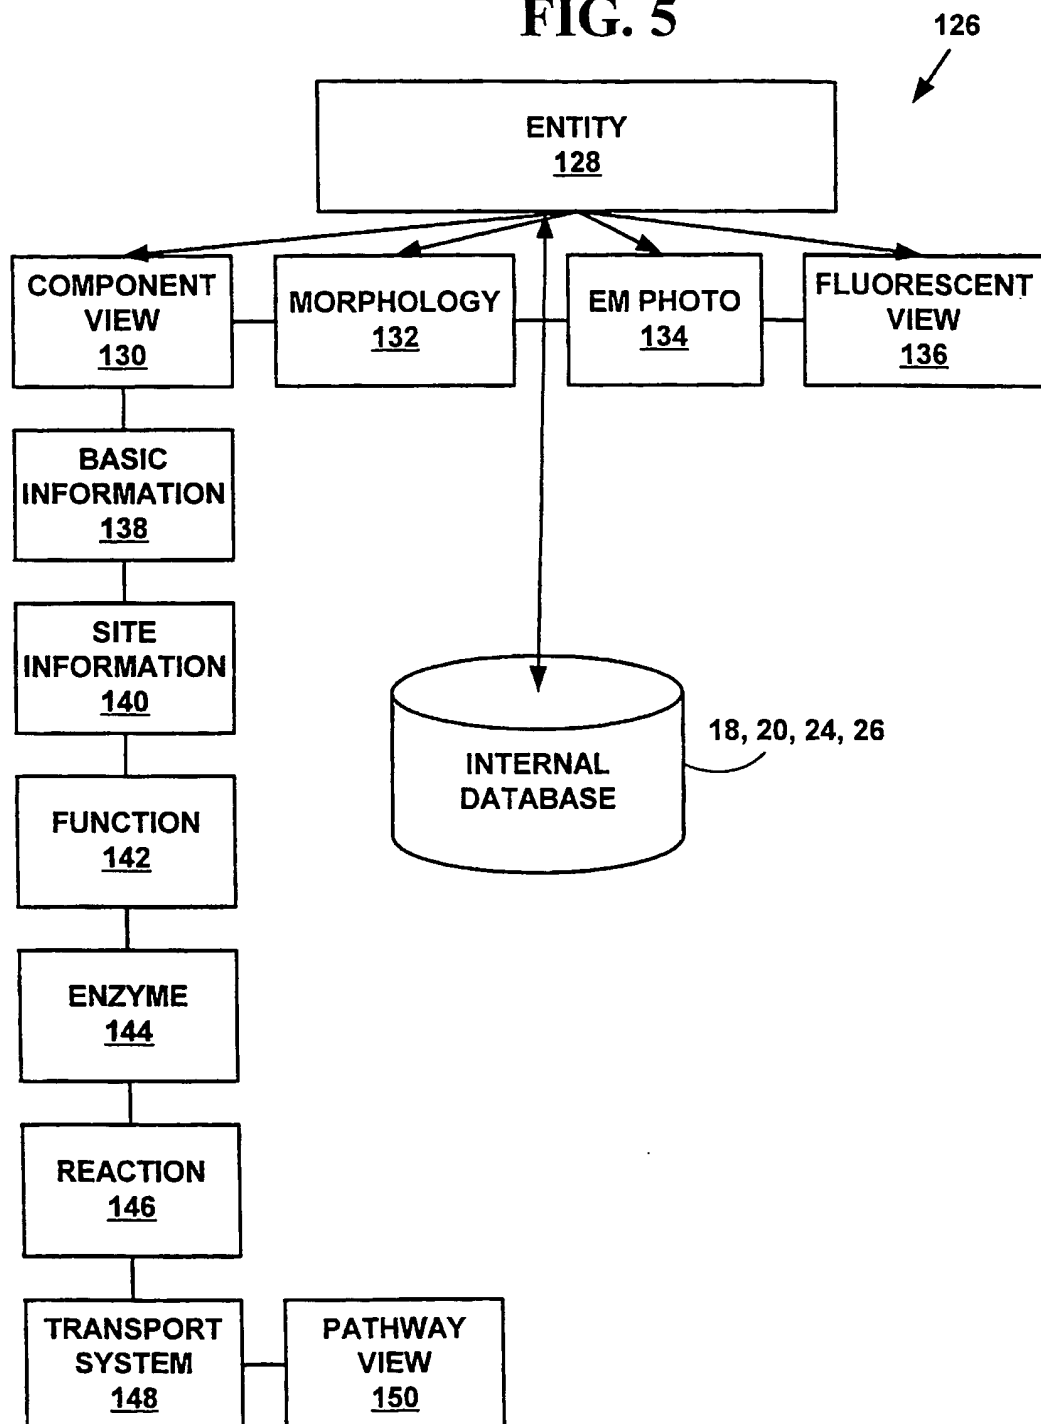 FIG. 5
126
ENTITY
128
COMPONENT
VIEW
130
MORPHOLOGY
132
EM PHOTO
134
FLUORESCENT
VIEW
136
BASIC
INFORMATION
138
SITE
INFORMATION
140
FUNCTION
142
ENZYME
144
REACTION
146
TRANSPORT
SYSTEM
148
PATHWAY
VIEW
150
INTERNAL
DATABASE
18, 20, 24, 26